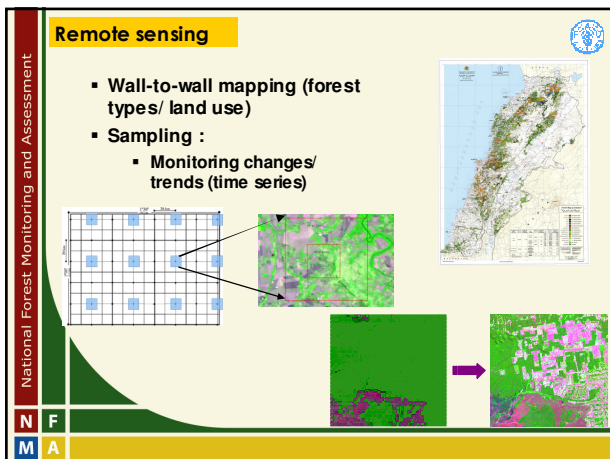 Remote sensing
▪ Wall-to-wall mapping (forest
types/ land use)
▪ Sampling :
▪ Monitoring changes/
trends (time series)
National Forest Monitoring and Assessment
N F
M A